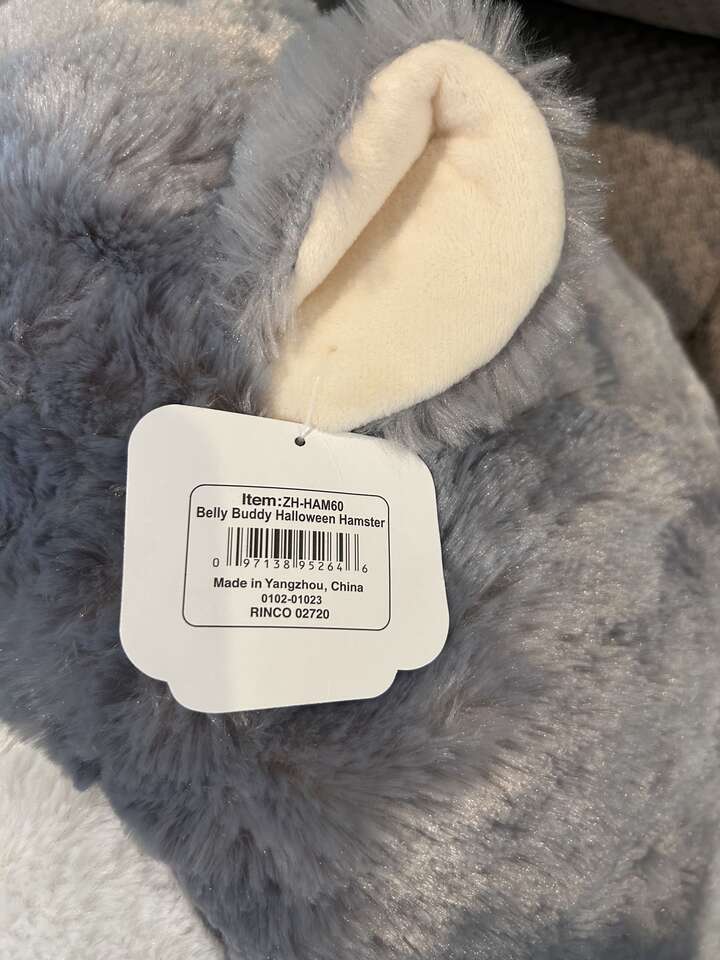 Item:ZH-HAM60
Belly Buddy Halloween Hamster
0 97138 95264 6
Made in Yangzhou, China
0102-01023
RINCO 02720